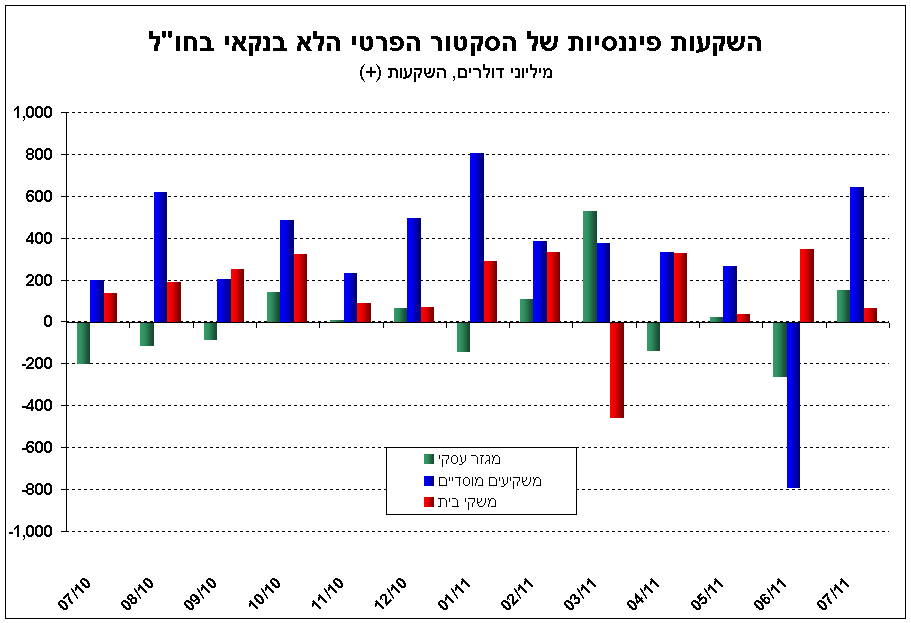 השקעות פיננסיות של הסקטור הפרטי הלא בנקאי בחו"ל
מיליוני דולרים, השקעות (+)
1,000
800
600
400
200
0
-200
-400
-600
-800
-1,000
מגזר עסקי
משקיעים מוסדיים
משקי בית
07/10 08/10 09/10 10/10 11/10 12/10 01/11 02/11 03/11 04/11 05/11 06/11 07/11